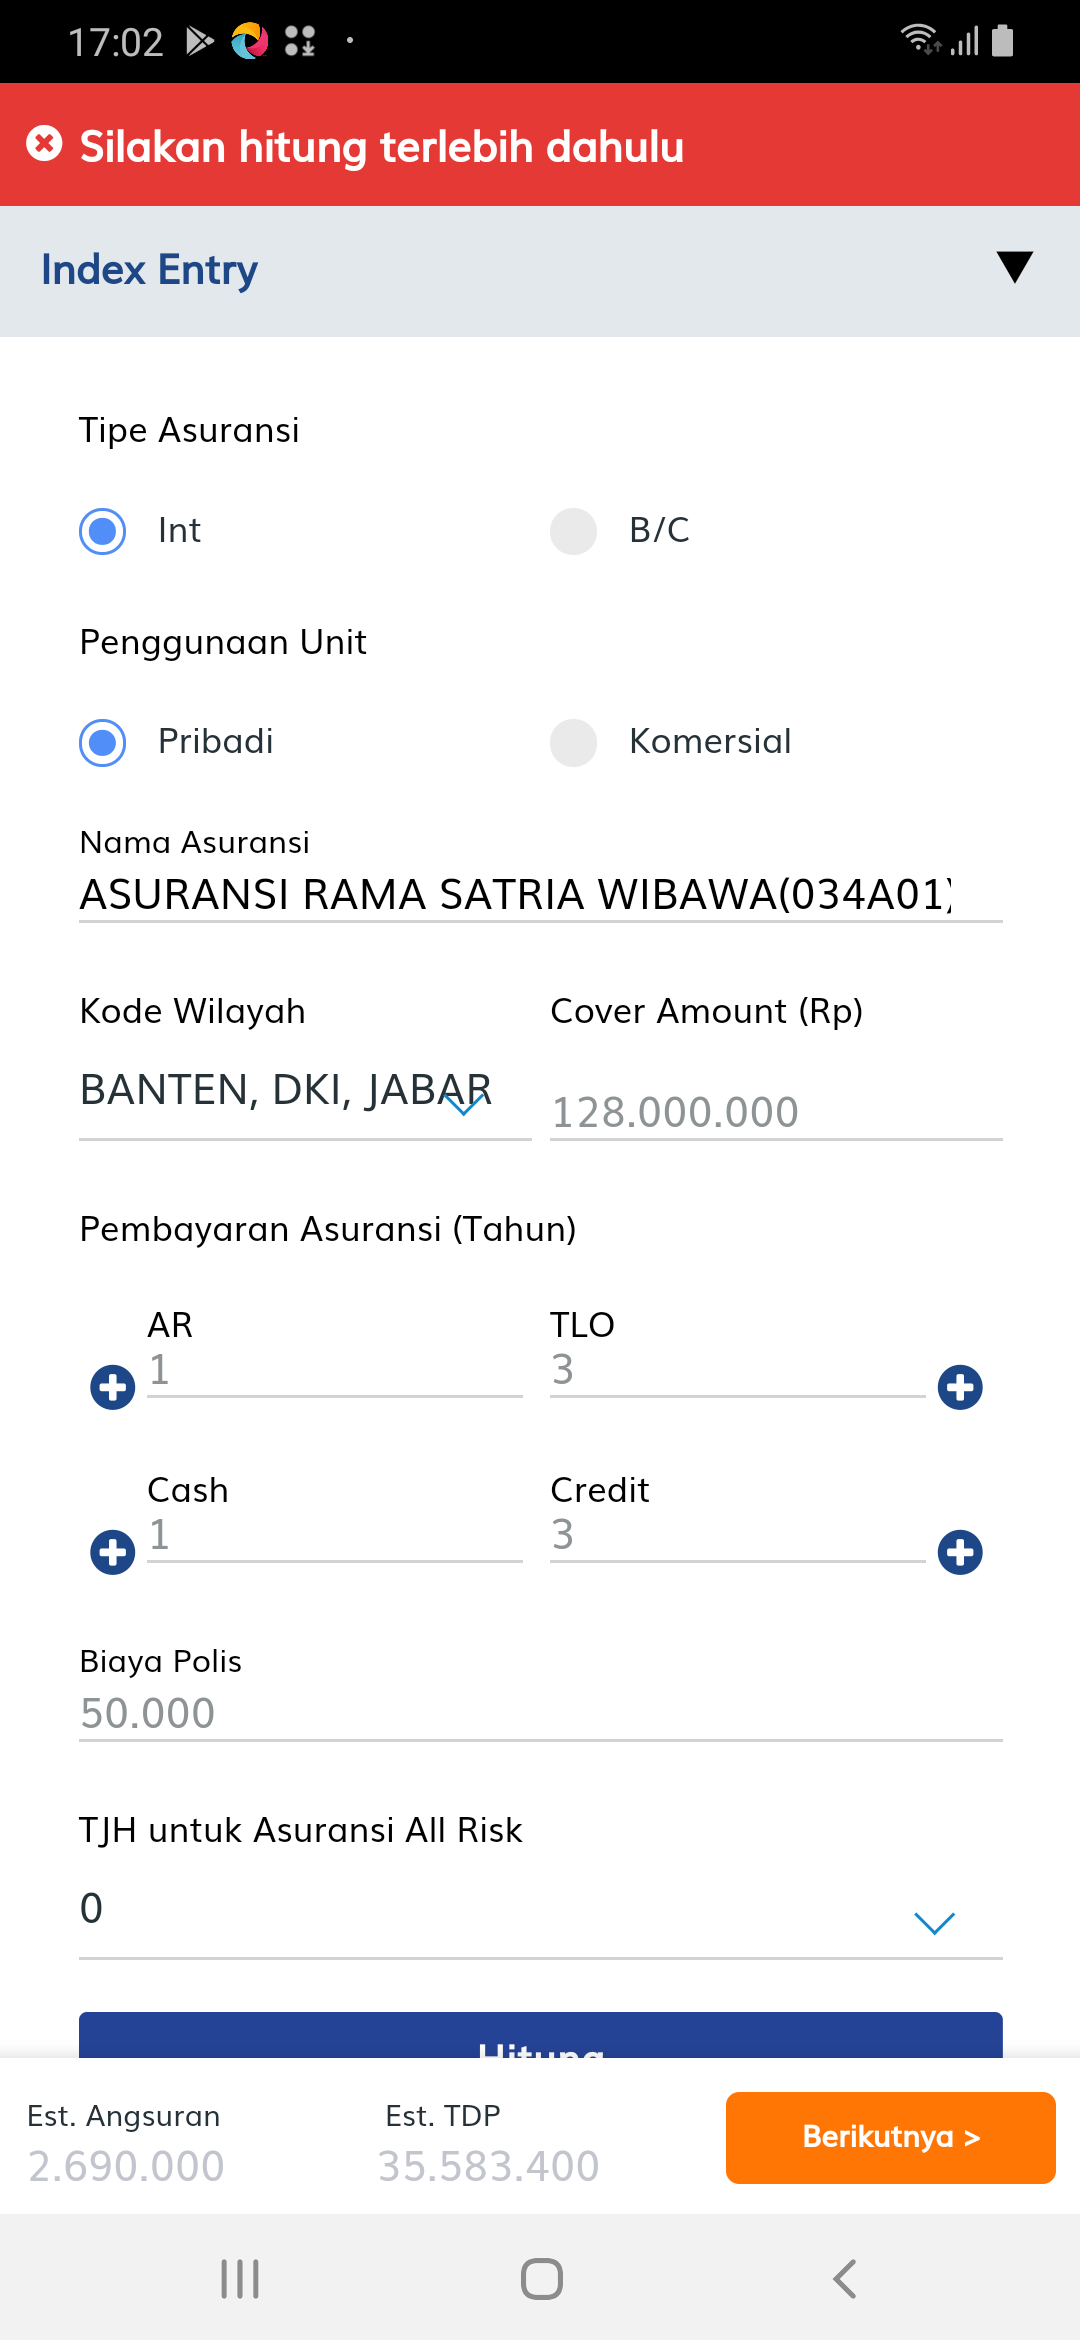 17:02
Silakan hitung terlebih dahulu
Index Entry
Tipe Asuransi
Int B/C
Penggunaan Unit
Pribadi Komersial
Nama Asuransi
ASURANSI RAMA SATRIA WIBAWA(034A01)
Kode Wilayah Cover Amount (Rp)
BANTEN, DKI, JABAR 128.000.000
Pembayaran Asuransi (Tahun)
AR TLO
1 3
Cash Credit
1 3
Biaya Polis
50.000
TJH untuk Asuransi All Risk
0
Hitung
Est. Angsuran Est. TDP
2.690.000 35.583.400
Berikutnya >